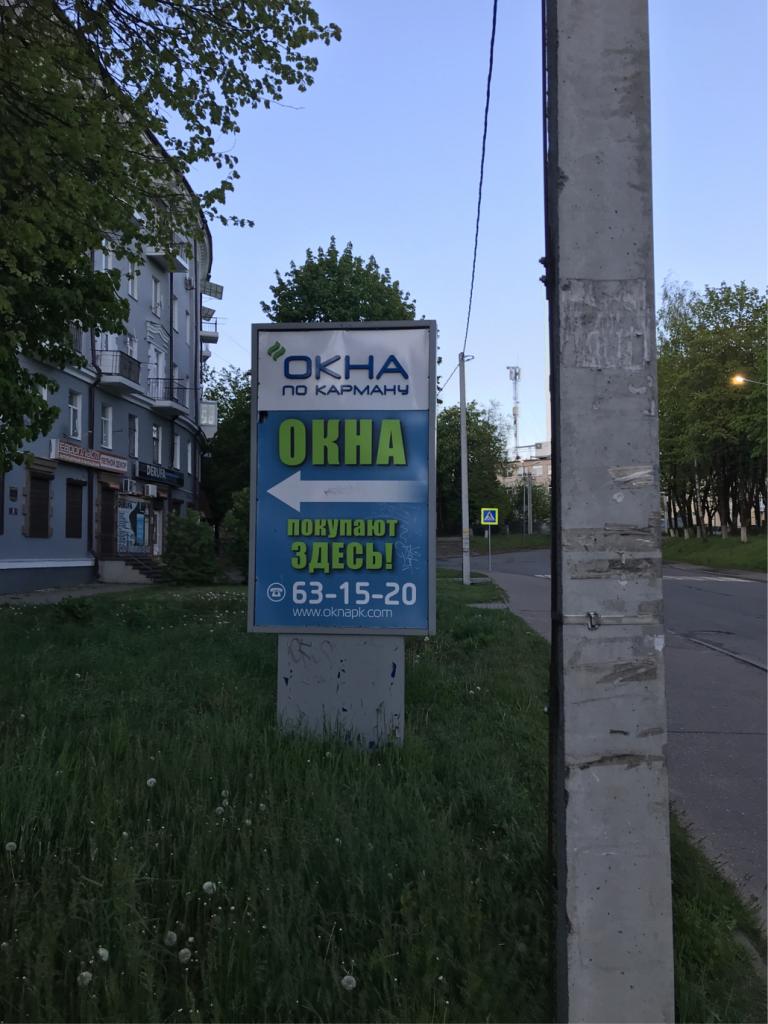 ОКНА
ПО КАРМАНУ
ОКНА
покупают
ЗДЕСЬ!
63-15-20
www.oknapk.com